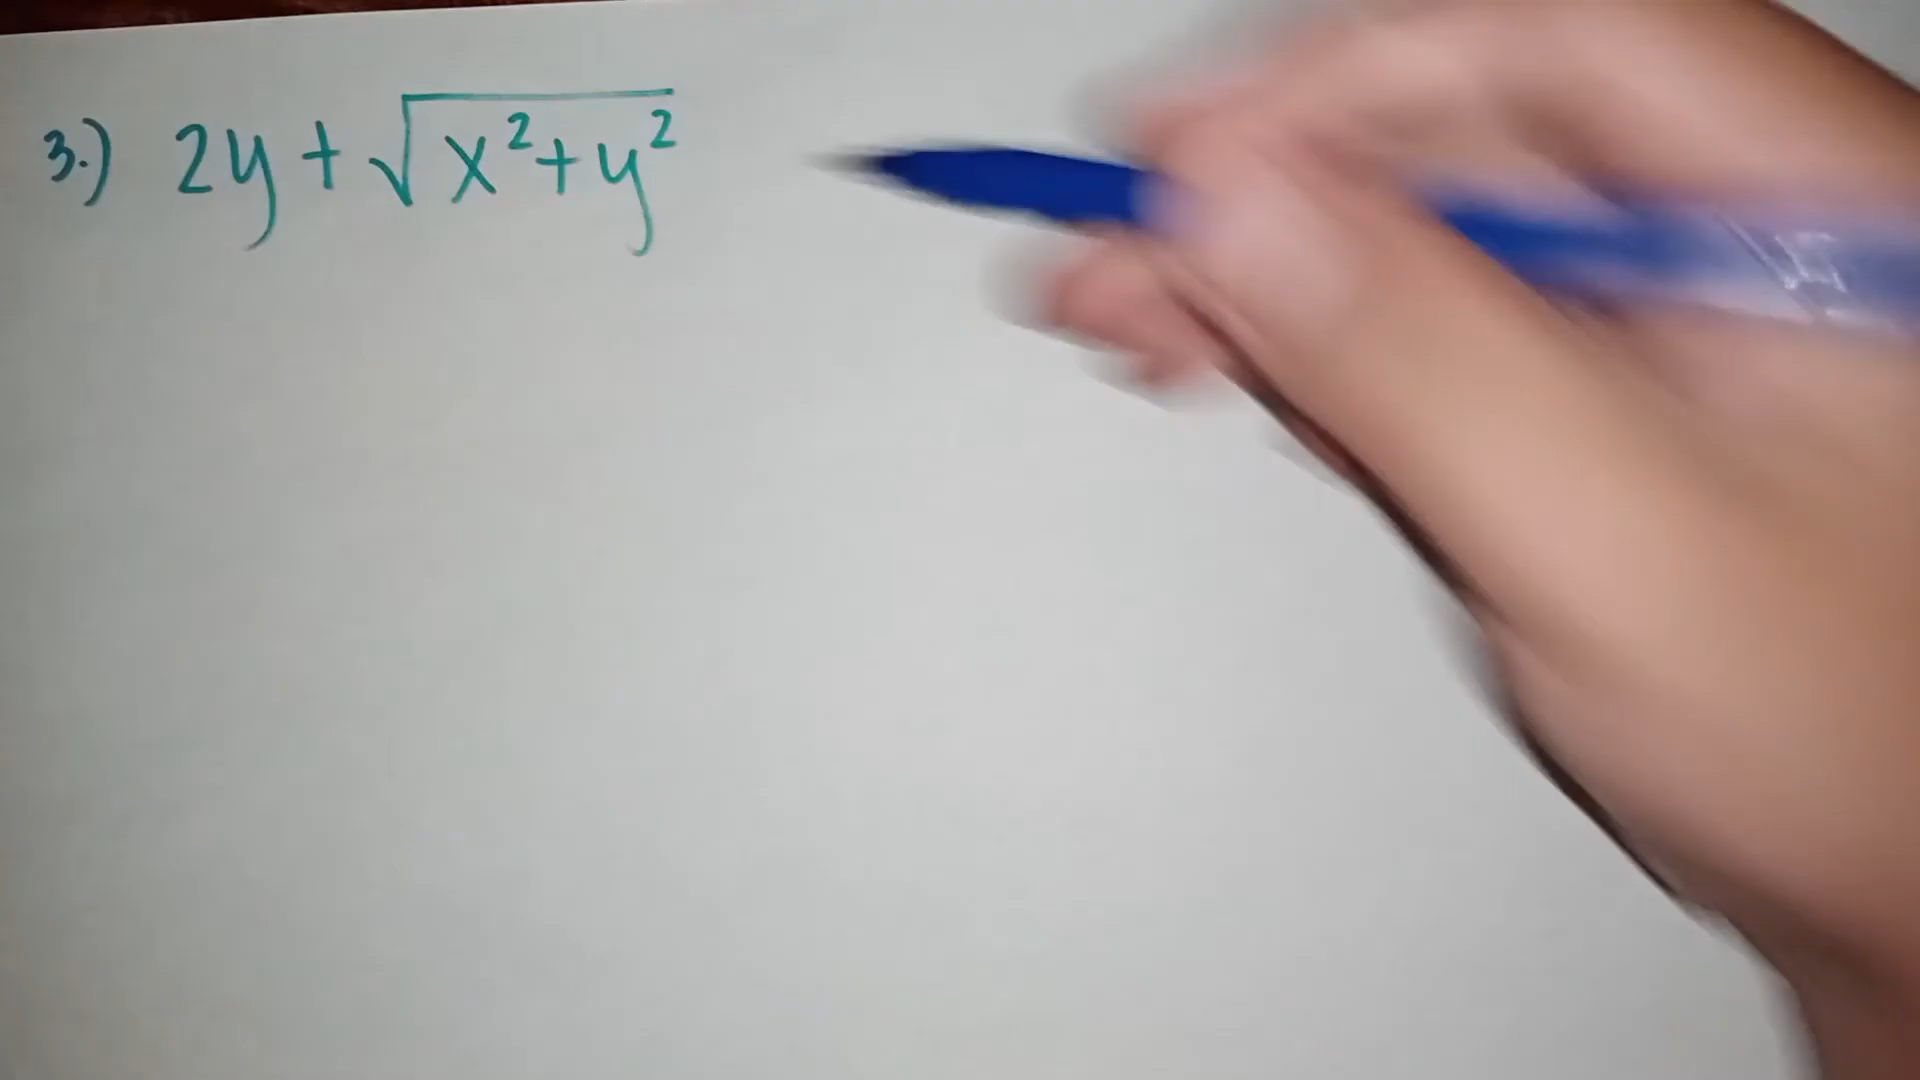 3.) 2y + √(x² + y²)